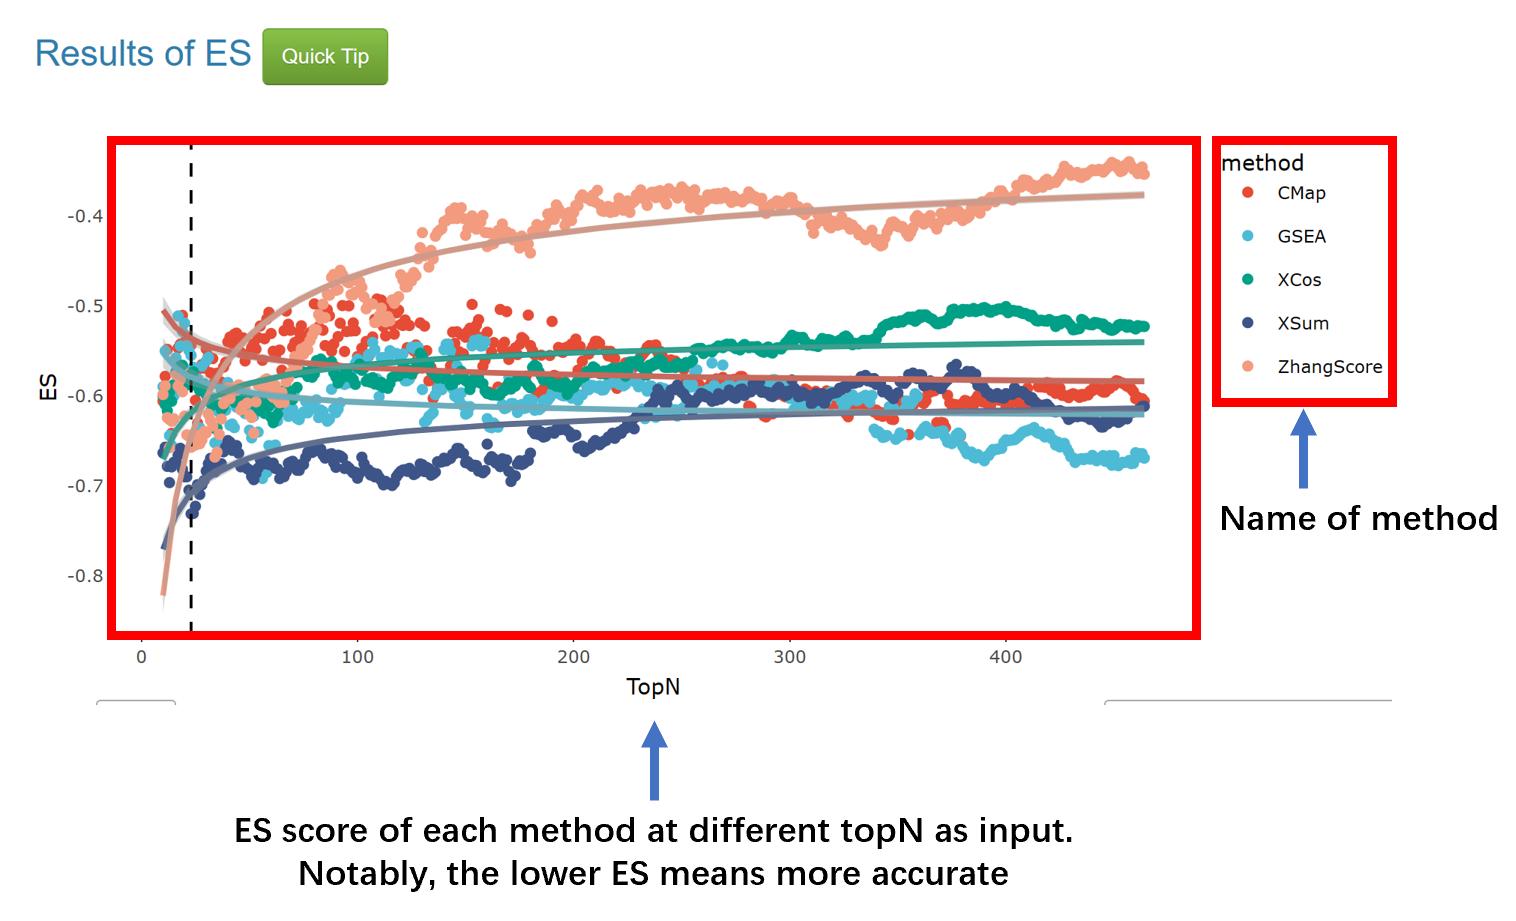 Results of ES
Quick Tip
method
CMap
GSEA
XCos
XSum
ZhangScore
ES
-0.4
-0.5
-0.6
-0.7
-0.8
0 100 200 300 400
TopN
Name of method
ES score of each method at different topN as input.
Notably, the lower ES means more accurate